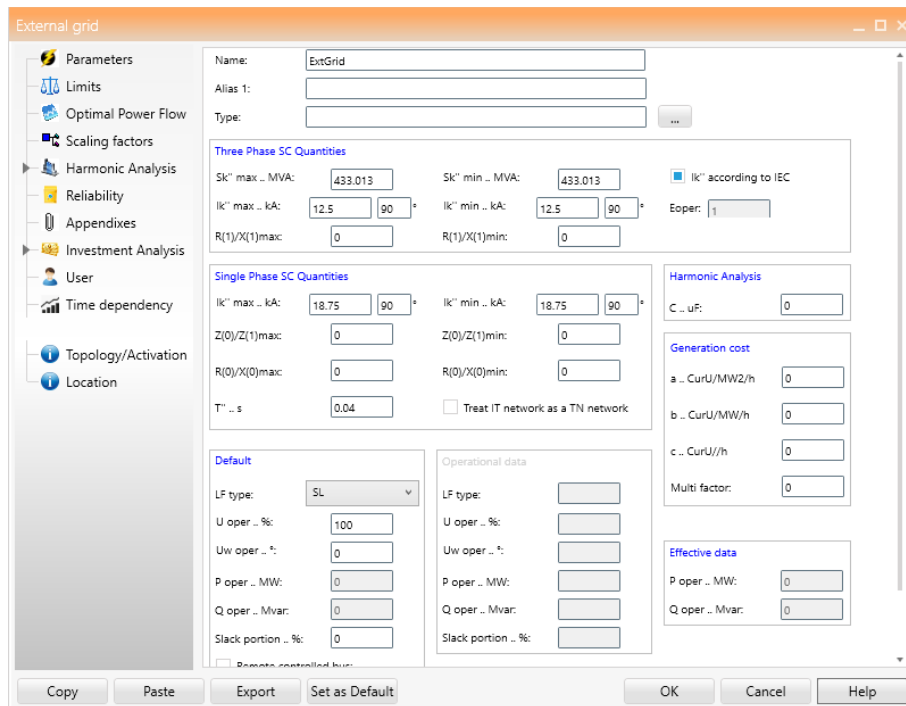 External grid
Parameters
Limits
Optimal Power Flow
Scaling factors
Harmonic Analysis
Reliability
Appendixes
Investment Analysis
User
Time dependency
Topology/Activation
Location
Name: ExtGrid
Alias 1:
Type: ...
Three Phase SC Quantities
Sk'' max .. MVA: 433.013 Sk'' min .. MVA: 433.013 Ik'' according to IEC
Ik'' max .. kA: 12.5 90 ° Ik'' min .. kA: 12.5 90 ° Eoper: 1
R(1)/X(1)max: 0 R(1)/X(1)min: 0
Single Phase SC Quantities
Ik'' max .. kA: 18.75 90 ° Ik'' min .. kA: 18.75 90 °
Z(0)/Z(1)max: 0 Z(0)/Z(1)min: 0
R(0)/X(0)max: 0 R(0)/X(0)min: 0
T'' .. s 0.04 Treat IT network as a TN network
Harmonic Analysis
C .. uF: 0
Generation cost
a .. CurU/MW2/h 0
b .. CurU/MW/h 0
c .. CurU//h 0
Multi factor: 0
Default
LF type: SL
U oper .. %: 100
Uw oper .. °: 0
P oper .. MW: 0
Q oper .. Mvar: 0
Slack portion .. %: 0
Remote controlled bus:
Operational data
LF type:
U oper .. %:
Uw oper .. °:
P oper .. MW:
Q oper .. Mvar:
Slack portion .. %:
Effective data
P oper .. MW: 0
Q oper .. Mvar: 0
Copy Paste Export Set as Default OK Cancel Help